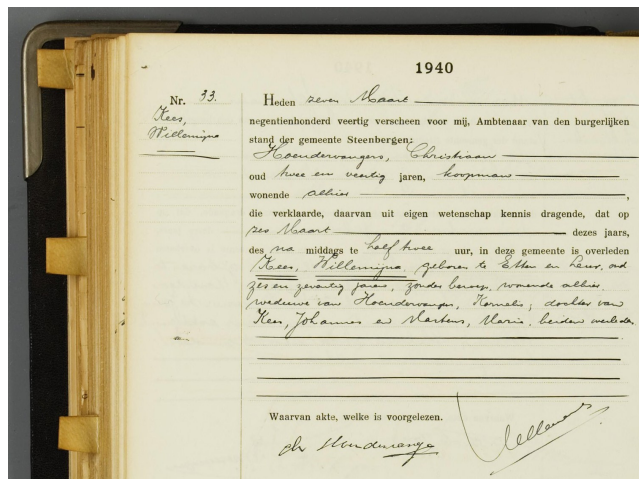 1940
Nr. 33.
Kees,
Willemijna
Heden zeven Maart
negentienhonderd veertig verscheen voor mij, Ambtenaar van den burgerlijken
stand der gemeente Steenbergen:
Hoendervangers, Christiaan
oud twee en veertig jaren, koopman
wonende alhier,
die verklaarde, daarvan uit eigen wetenschap kennis dragende, dat op
zes Maart dezes jaars,
des na middags te half twee uur, in deze gemeente is overleden
Kees, Willemijna, geboren te Etten en Leur, oud
zes en zeventig jaren, zonder beroep, wonende alhier,
weduwe van Hoendervangers, Kornelis; dochter van
Kees, Johannes en Martens, Maria, beiden overleden.
Waarvan akte, welke is voorgelezen.